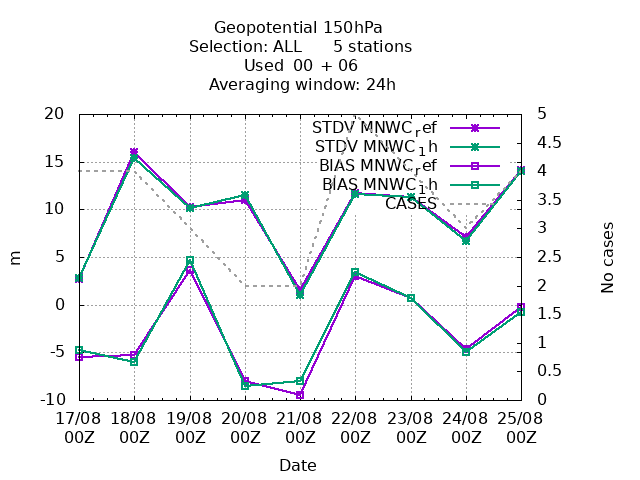 Geopotential 150hPa
Selection: ALL 5 stations
Used 00 + 06
Averaging window: 24h
20
15
10
5
0
-5
-10
m
5
4.5
4
3.5
3
2.5
2
1.5
1
0.5
0
No cases
STDV MNWC_ref
STDV MNWC_1h
BIAS MNWC_ref
BIAS MNWC_1h
CASES
17/08 18/08 19/08 20/08 21/08 22/08 23/08 24/08 25/08
00Z 00Z 00Z 00Z 00Z 00Z 00Z 00Z 00Z
Date